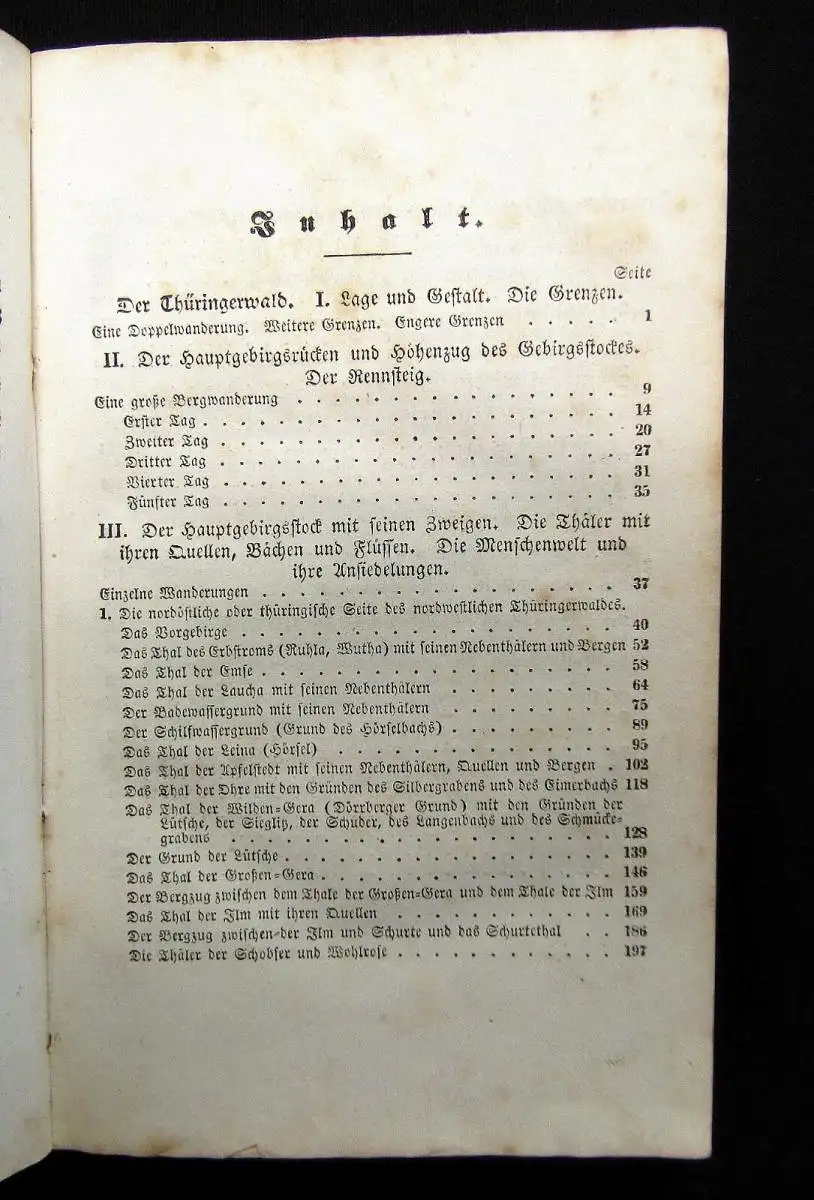 Inhalt.
Seite
Der Thüringerwald. I. Lage und Gestalt. Die Grenzen.
Eine Doppelwanderung. Weitere Grenzen. Engere Grenzen . . . . . 1
II. Der Hauptgebirgsrücken und Höhenzug des Gebirgsstockes.
Der Rennsteig.
Eine große Bergwanderung . . . . . . . . . . . . . . . . 9
Erster Tag . . . . . . . . . . . . . . . . . . . . 14
Zweiter Tag . . . . . . . . . . . . . . . . . . . . 20
Dritter Tag . . . . . . . . . . . . . . . . . . . . 27
Vierter Tag . . . . . . . . . . . . . . . . . . . . 31
Fünfter Tag . . . . . . . . . . . . . . . . . . . . 35
III. Der Hauptgebirgsstock mit seinen Zweigen. Die Thäler mit
ihren Quellen, Bächen und Flüssen. Die Menschenwelt und
ihre Ansiedelungen.
Einzelne Wanderungen . . . . . . . . . . . . . . . . . . 37
1. Die nordöstliche oder thüringische Seite des nordwestlichen Thüringerwaldes.
Das Vorgebirge . . . . . . . . . . . . . . . . . . . 40
Das Thal des Erbstroms (Ruhla, Wutha) mit seinen Nebenthälern und Bergen 52
Das Thal der Emse . . . . . . . . . . . . . . . . . . 58
Das Thal der Laucha mit seinen Nebenthälern . . . . . . . . . 64
Der Badewassergrund mit seinen Nebenthälern . . . . . . . . . 75
Der Schilfwassergrund (Grund des Hörselbachs) . . . . . . . . . 89
Das Thal der Leina (Hörsel) . . . . . . . . . . . . . . . 95
Das Thal der Apfelstedt mit seinen Nebenthälern, Quellen und Bergen . 102
Das Thal der Ohre mit den Gründen des Silbergrabens und des Eimerbachs 118
Das Thal der Wilden-Gera (Dörrberger Grund) mit den Gründen der
Lütsche, der Sieglitz, der Schuder, des Langenbachs und des Schmücke-
grabens . . . . . . . . . . . . . . . . . . . 128
Der Grund der Lütsche . . . . . . . . . . . . . . . . . 139
Das Thal der Großen-Gera . . . . . . . . . . . . . . . 146
Der Bergzug zwischen dem Thale der Großen-Gera und dem Thale der Ilm 159
Das Thal der Ilm mit ihren Quellen . . . . . . . . . . . . 169
Der Bergzug zwischen der Ilm und Schurte und das Schurtethal . . 186
Die Thäler der Schobser und Wohlrose . . . . . . . . . . . . 197